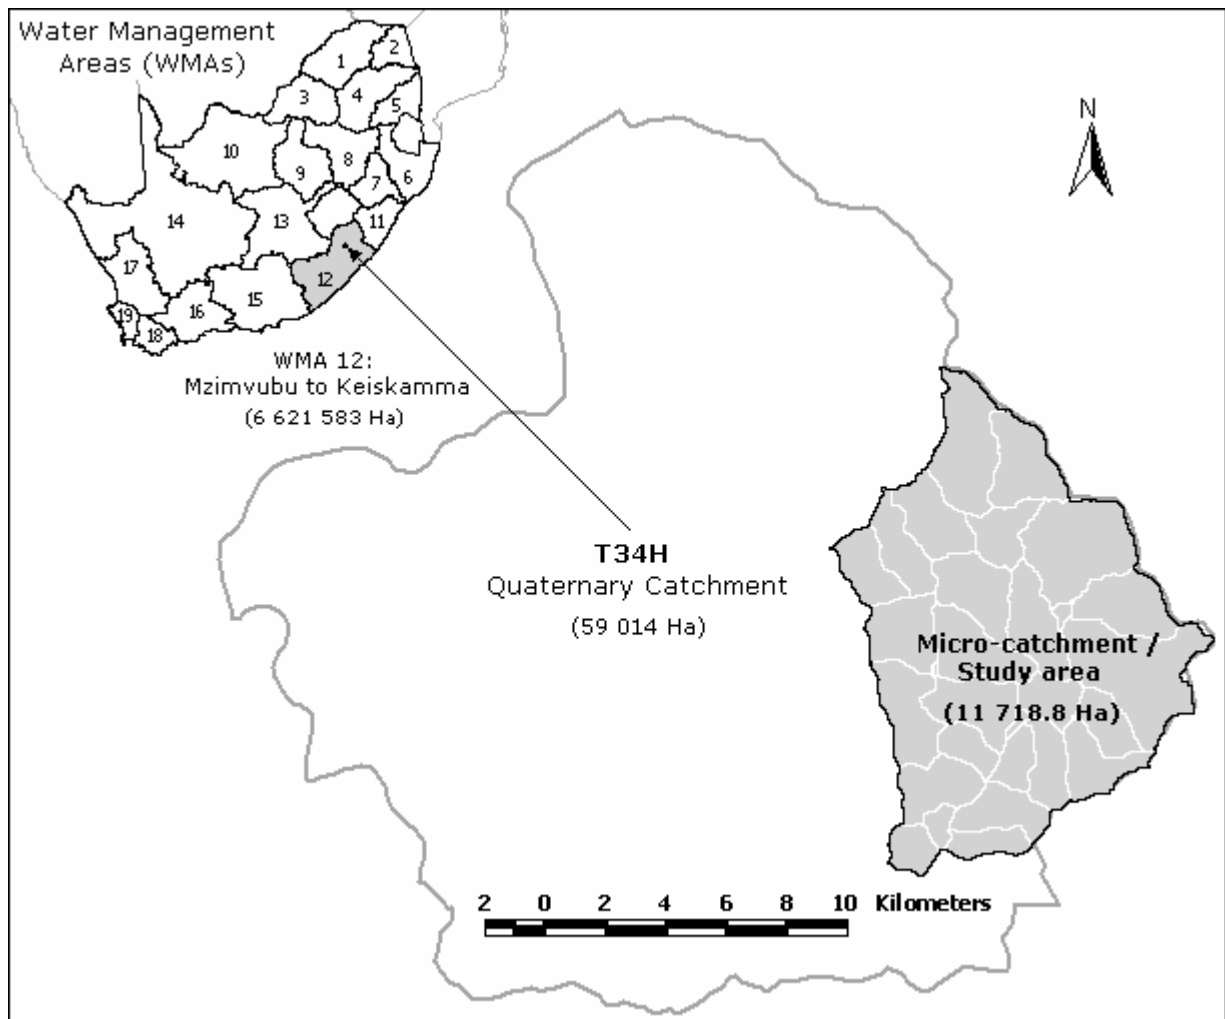 Water Management
Areas (WMAs)
1
2
3
4
5
10
8
9
7
6
14
13
11
17
12
15
16
19
18
N
WMA 12:
Mzimvubu to Keiskamma
(6 621 583 Ha)
T34H
Quaternary Catchment
(59 014 Ha)
Micro-catchment /
Study area
(11 718.8 Ha)
2 0 2 4 6 8 10 Kilometers